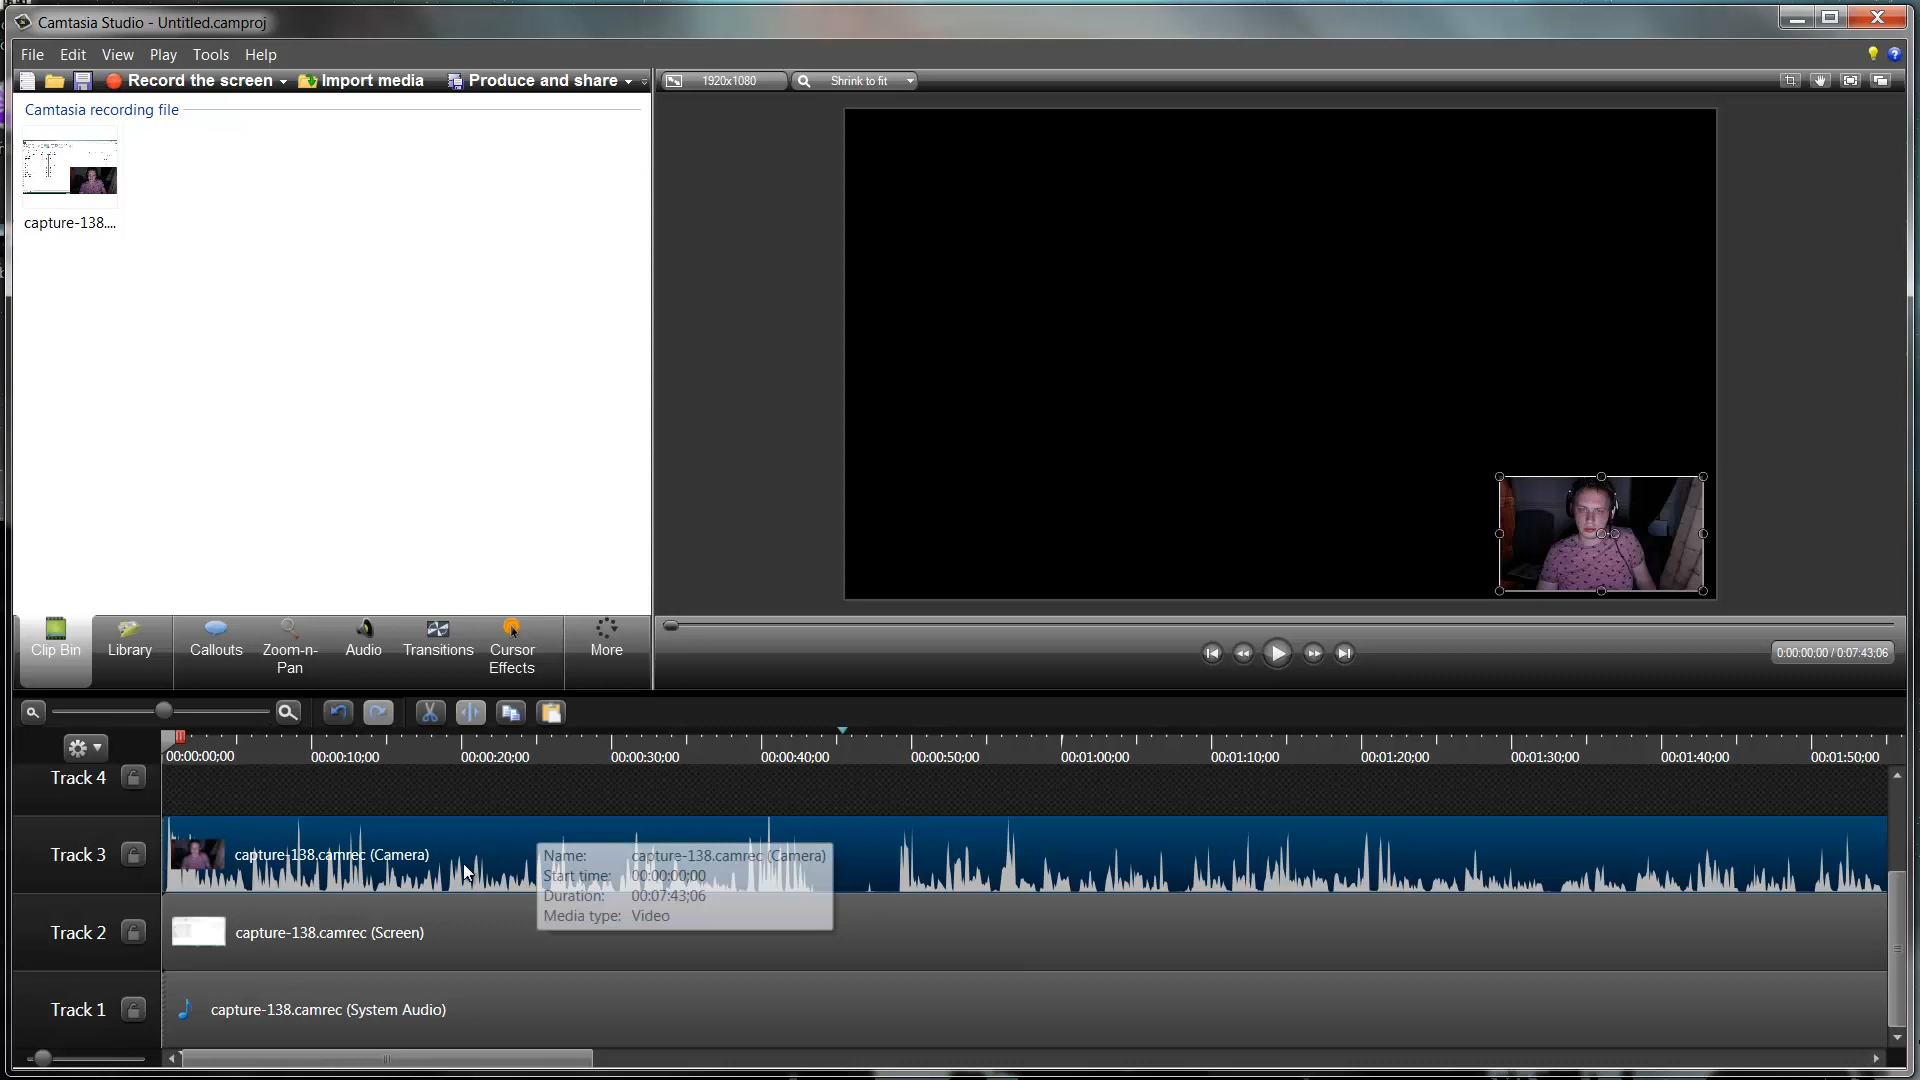 Camtasia Studio - Untitled.camproj
File Edit View Play Tools Help
Record the screen Import media Produce and share
1920x1080 Shrink to fit
Camtasia recording file
capture-138....
Clip Bin Library Callouts Zoom-n-Pan Audio Transitions Cursor Effects More
0:00:00;00 / 0:07:43;06
00:00:00;00 00:00:10;00 00:00:20;00 00:00:30;00 00:00:40;00 00:00:50;00 00:01:00;00 00:01:10;00 00:01:20;00 00:01:30;00 00:01:40;00 00:01:50;00
Track 4
Track 3 capture-138.camrec (Camera)
Name: capture-138.camrec (Camera)
Start time: 00:00:00;00
Duration: 00:07:43;06
Media type: Video
Track 2 capture-138.camrec (Screen)
Track 1 capture-138.camrec (System Audio)